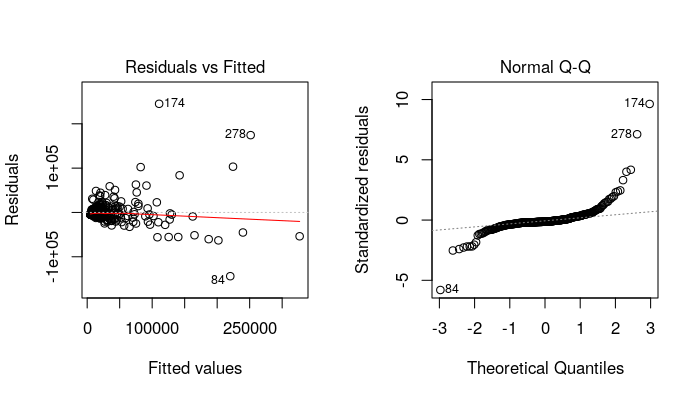 Residuals vs Fitted
Residuals
1e+05
-1e+05
174
278
84
0
100000
250000
Fitted values
Normal Q-Q
Standardized residuals
10
5
0
-5
174
278
84
-3
-2
-1
0
1
2
3
Theoretical Quantiles